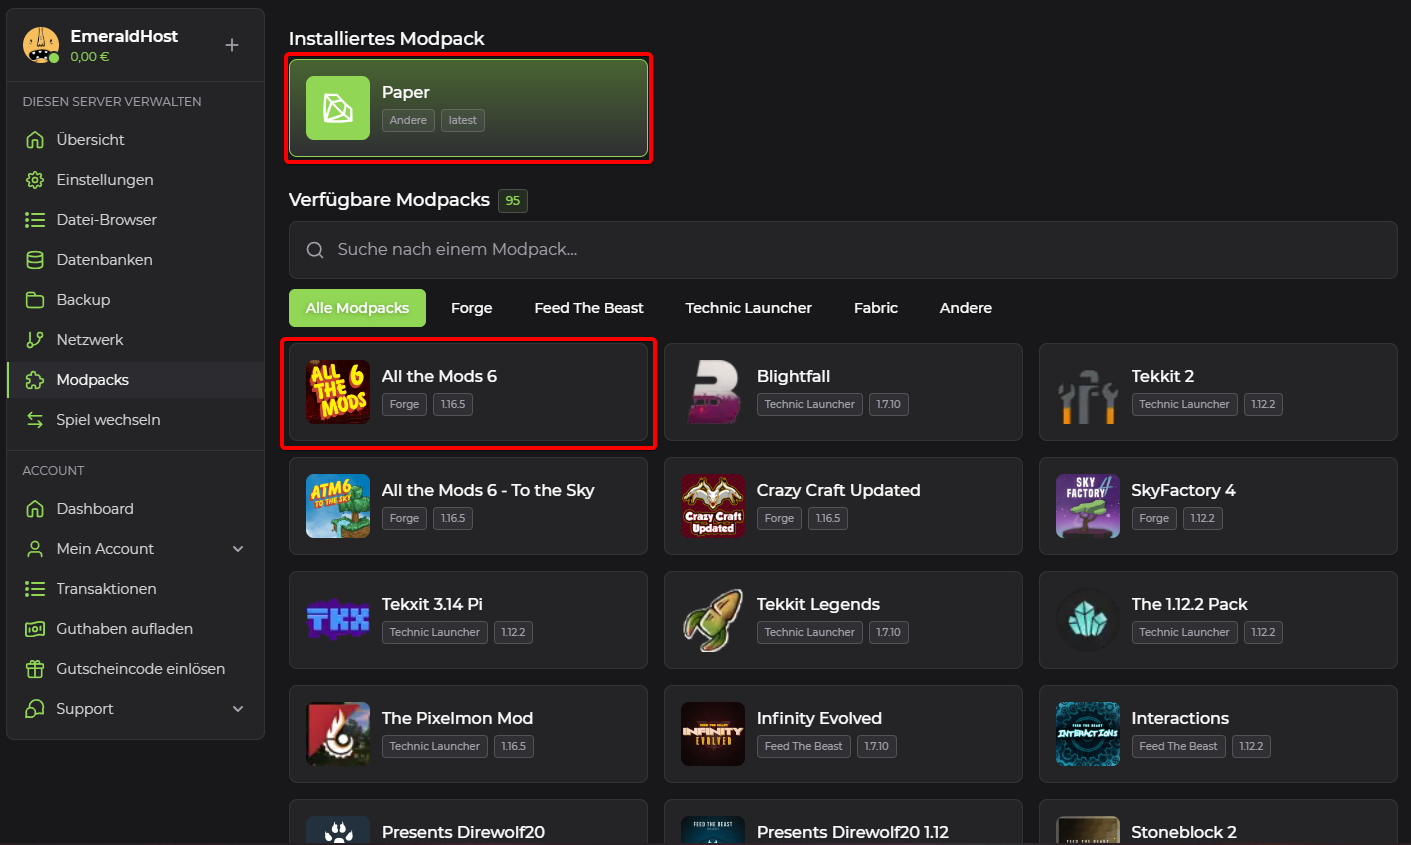 EmeraldHost
0,00 €
DIESEN SERVER VERWALTEN
Übersicht
Einstellungen
Datei-Browser
Datenbanken
Backup
Netzwerk
Modpacks
Spiel wechseln
ACCOUNT
Dashboard
Mein Account
Transaktionen
Guthaben aufladen
Gutscheincode einlösen
Support
Installiertes Modpack
Paper
Andere latest
Verfügbare Modpacks 95
Suche nach einem Modpack...
Alle Modpacks Forge Feed The Beast Technic Launcher Fabric Andere
ALL THE 6 MODS
All the Mods 6
Forge 1.16.5
Blightfall
Technic Launcher 1.7.10
Tekkit 2
Technic Launcher 1.12.2
ATM6
TO THE SKY
All the Mods 6 - To the Sky
Forge 1.16.5
Crazy Craft
Updated
Crazy Craft Updated
Forge 1.16.5
SKY
FACTORY 4
SkyFactory 4
Forge 1.12.2
TKX
Tekxit 3.14 Pi
Technic Launcher 1.12.2
Tekkit Legends
Technic Launcher 1.7.10
The 1.12.2 Pack
Technic Launcher 1.12.2
The Pixelmon Mod
Technic Launcher 1.16.5
FEED THE BEAST
INFINITY
EVOLVED
Infinity Evolved
Feed The Beast 1.7.10
FEED THE BEAST
INTERACTIONS
Interactions
Feed The Beast 1.12.2
Presents Direwolf20
FEED THE BEAST
Presents Direwolf20 1.12
FEED THE BEAST
Stoneblock 2